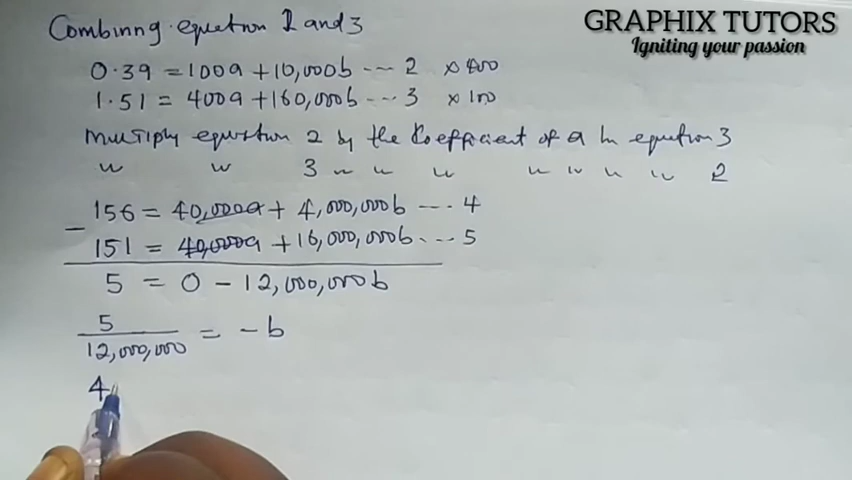 GRAPHIX TUTORS
Igniting your passion
Combinng equation 2 and 3
0.39 = 100a + 10,000b --- 2 × 400
1.51 = 400a + 160,000b --- 3 × 100
Multiply equation 2 by the Coefficient of a in equation 3
" " 3 " " " " " " " 2
- 156 = 40,000a + 4,000,000b --- 4
151 = 40,000a + 16,000,000b --- 5
5 = 0 - 12,000,000b
5
12,000,000 = - b
4